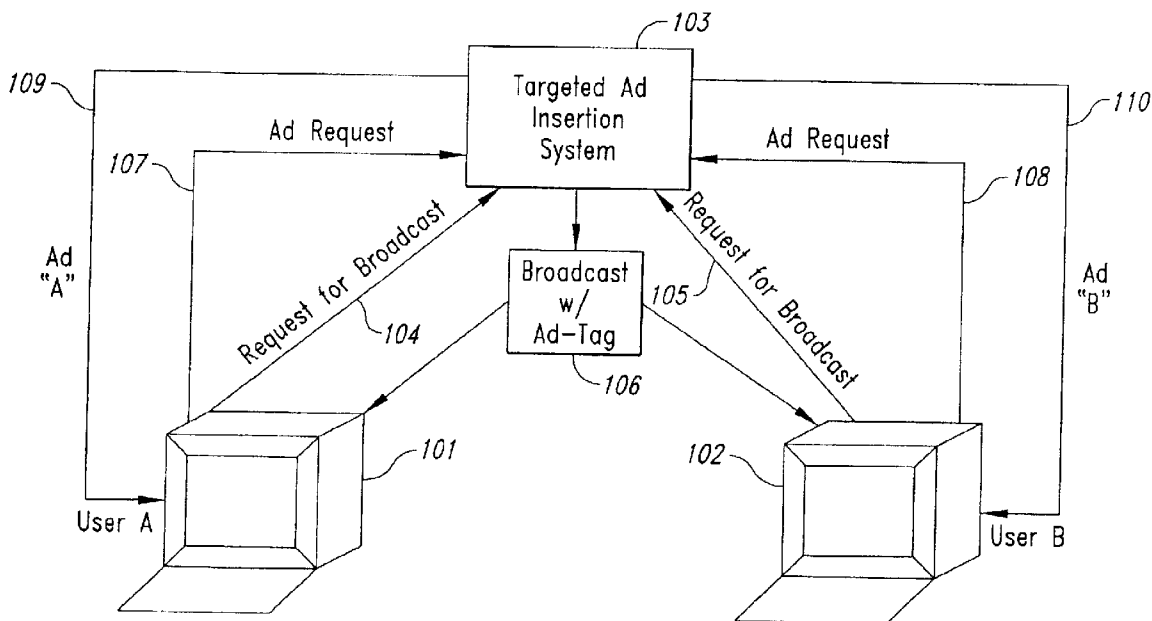 103
109
Targeted Ad
Insertion
System
110
Ad Request
Ad Request
107
108
Request for Broadcast
Request for Broadcast
Ad
"A"
Ad
"B"
Broadcast
w/
Ad-Tag
104
105
106
101
102
User A
User B